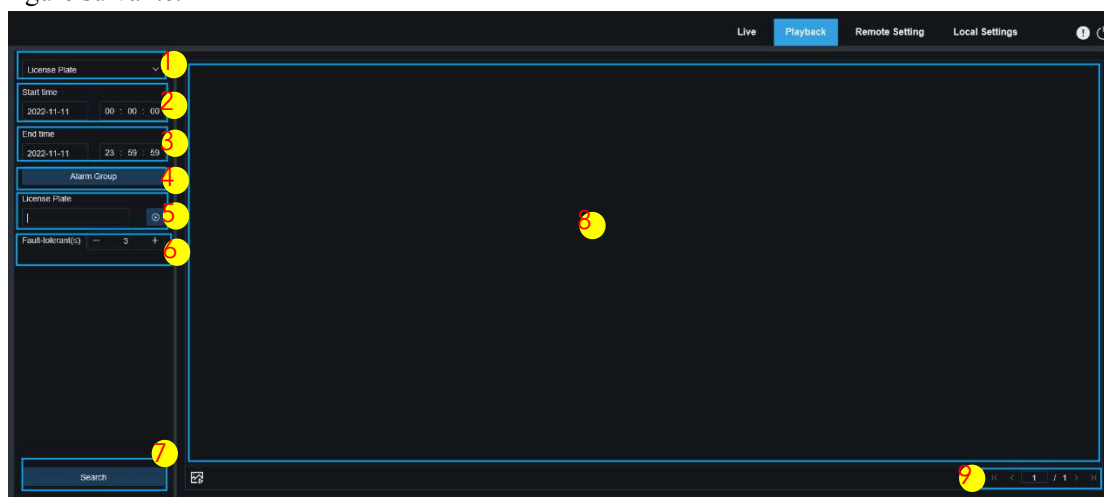 Live Playback Remote Setting Local Settings
License Plate 1
Start time
2022-11-11 00 : 00 : 00 2
End time
2022-11-11 23 : 59 : 59 3
Alarm Group 4
License Plate
5
Fault-tolerant(s) − 3 + 6
8
7
Search
9 1 / 1